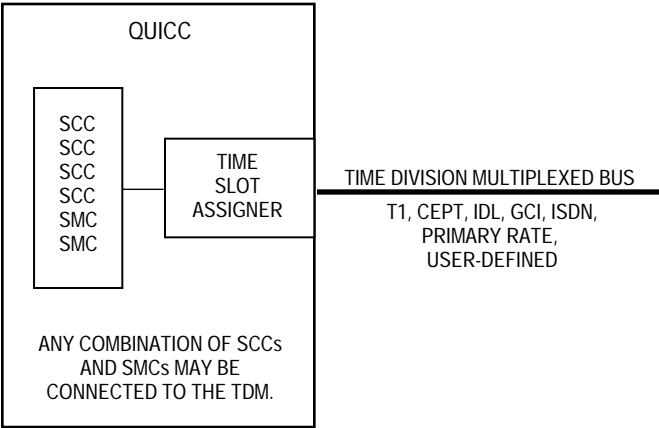 QUICC
SCC
SCC
SCC
SCC
SMC
SMC
TIME
SLOT
ASSIGNER
TIME DIVISION MULTIPLEXED BUS
T1, CEPT, IDL, GCI, ISDN,
PRIMARY RATE,
USER-DEFINED
ANY COMBINATION OF SCCs
AND SMCs MAY BE
CONNECTED TO THE TDM.